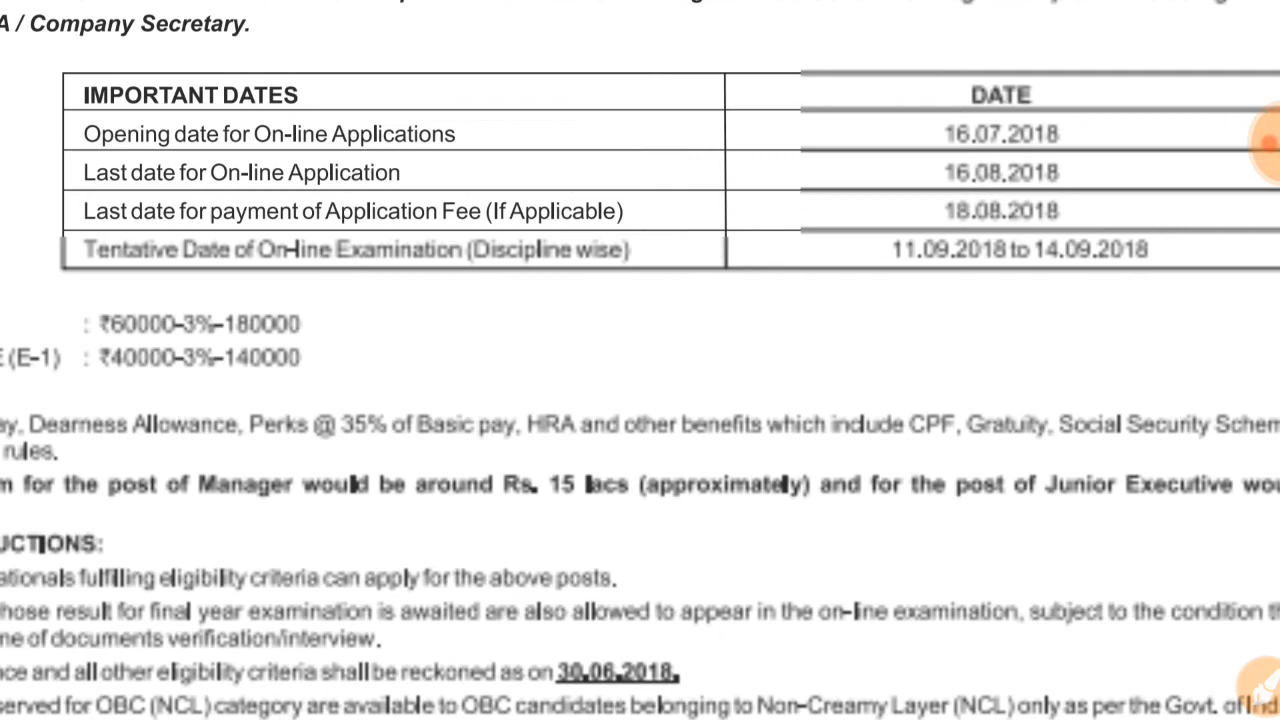 A / Company Secretary.
IMPORTANT DATES DATE
Opening date for On-line Applications 16.07.2018
Last date for On-line Application 16.08.2018
Last date for payment of Application Fee (If Applicable) 18.08.2018
Tentative Date of On-line Examination (Discipline wise) 11.09.2018 to 14.09.2018
: ₹60000-3%-180000
E (E-1) : ₹40000-3%-140000
ay, Dearness Allowance, Perks @ 35% of Basic pay, HRA and other benefits which include CPF, Gratuity, Social Security Schem
rules.
m for the post of Manager would be around Rs. 15 lacs (approximately) and for the post of Junior Executive wou
UCTIONS:
ationals fulfilling eligibility criteria can apply for the above posts.
hose result for final year examination is awaited are also allowed to appear in the on-line examination, subject to the condition th
me of documents verification/interview.
nce and all other eligibility criteria shall be reckoned as on 30.06.2018.
served for OBC (NCL) category are available to OBC candidates belonging to Non-Creamy Layer (NCL) only as per the Govt. of Ind